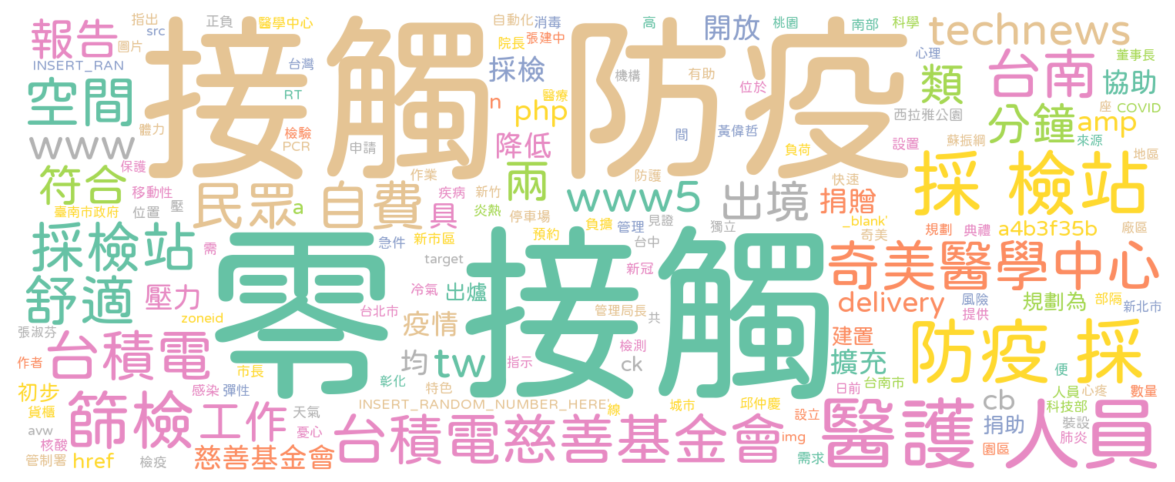 指出
正負
醫學中心
自動化
消毒
高
桃園
南部
科學
報告
圖片
src
接觸
防疫
院長
張建中
開放
technews
INSERT_RAN
台灣
採檢
機構
有助
心理
台南
董事長
空間
RT
n
php
醫療
位於
類
協助
體力
檢驗
PCR
申請
降低
間
黃偉哲
西拉雅公園
分鐘
座
COVID
amp
來源
www
保護
作業
兩
防護
負荷
快速
設置
蘇振綱
採 檢站
地區
符合
移動性
民眾 自費
疾病
具
新竹
炎熱
www5
出境
捐贈
臺南市政府
位置
壓
a
停車場
預約
負擴
管理
見證
獨立
_blank'
奇美
規劃
典禮
a4b3f35b
廠區
採檢站
需
急件
新市區
target
台中
零 接觸
新冠
奇美醫學中心
舒適
壓力
zoneid
台北市
冷氣
出爐
管理局長
共
delivery
風險
提供
規劃為
部隔
新北市
張淑芬
疫情
檢測
建置
防疫 採
作者
台積電
市長
均
tw
指示
ck
擴充
便
初步
感染
彈性
彰化
特色
日前
台南市
人員
心疼
數量
貨櫃
篩檢
工作
天氣
INSERT_RANDOM_NUMBER_HERE'
線
城市
邱仲慶
設立
醫護 人員
cb
科技部
avw
核酸
憂心
台積電慈善基金會
img
捐助
裝設
肺炎
管制署
href
檢疫
慈善基金會
需求
園區